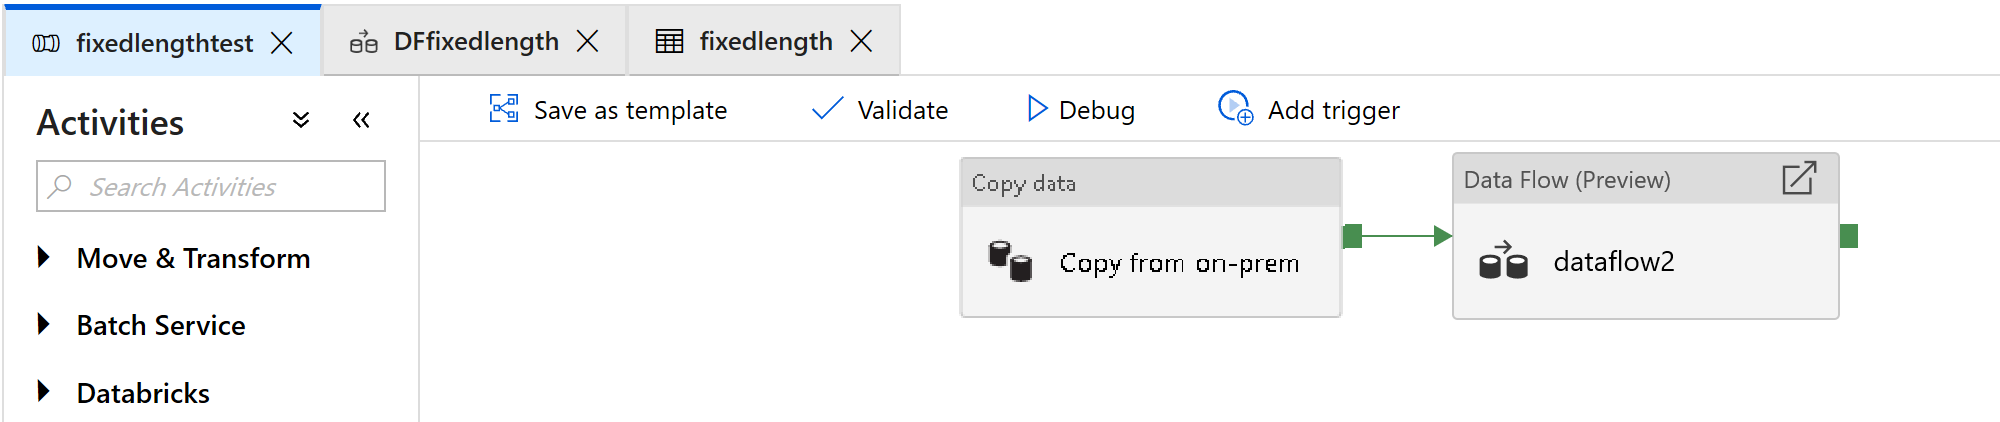 fixedlengthtest
DFfixedlength
fixedlength
Activities
Save as template
Validate
Debug
Add trigger
Search Activities
Move & Transform
Batch Service
Databricks
Copy data
Copy from on-prem
Data Flow (Preview)
dataflow2